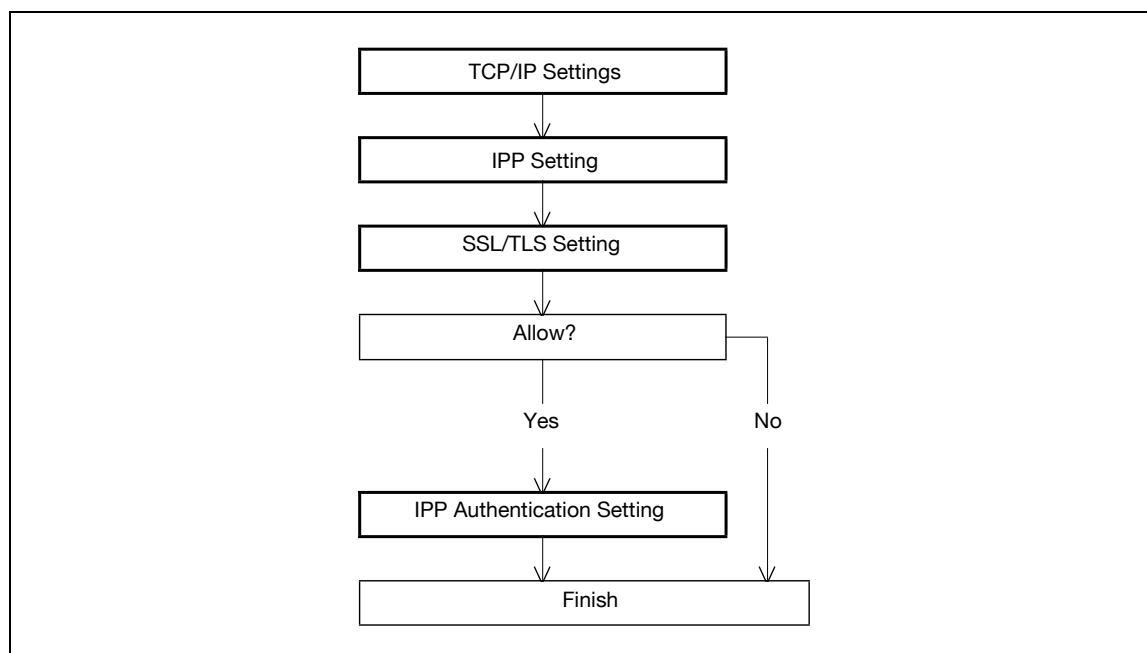 TCP/IP Settings
IPP Setting
SSL/TLS Setting
Allow?
Yes
No
IPP Authentication Setting
Finish